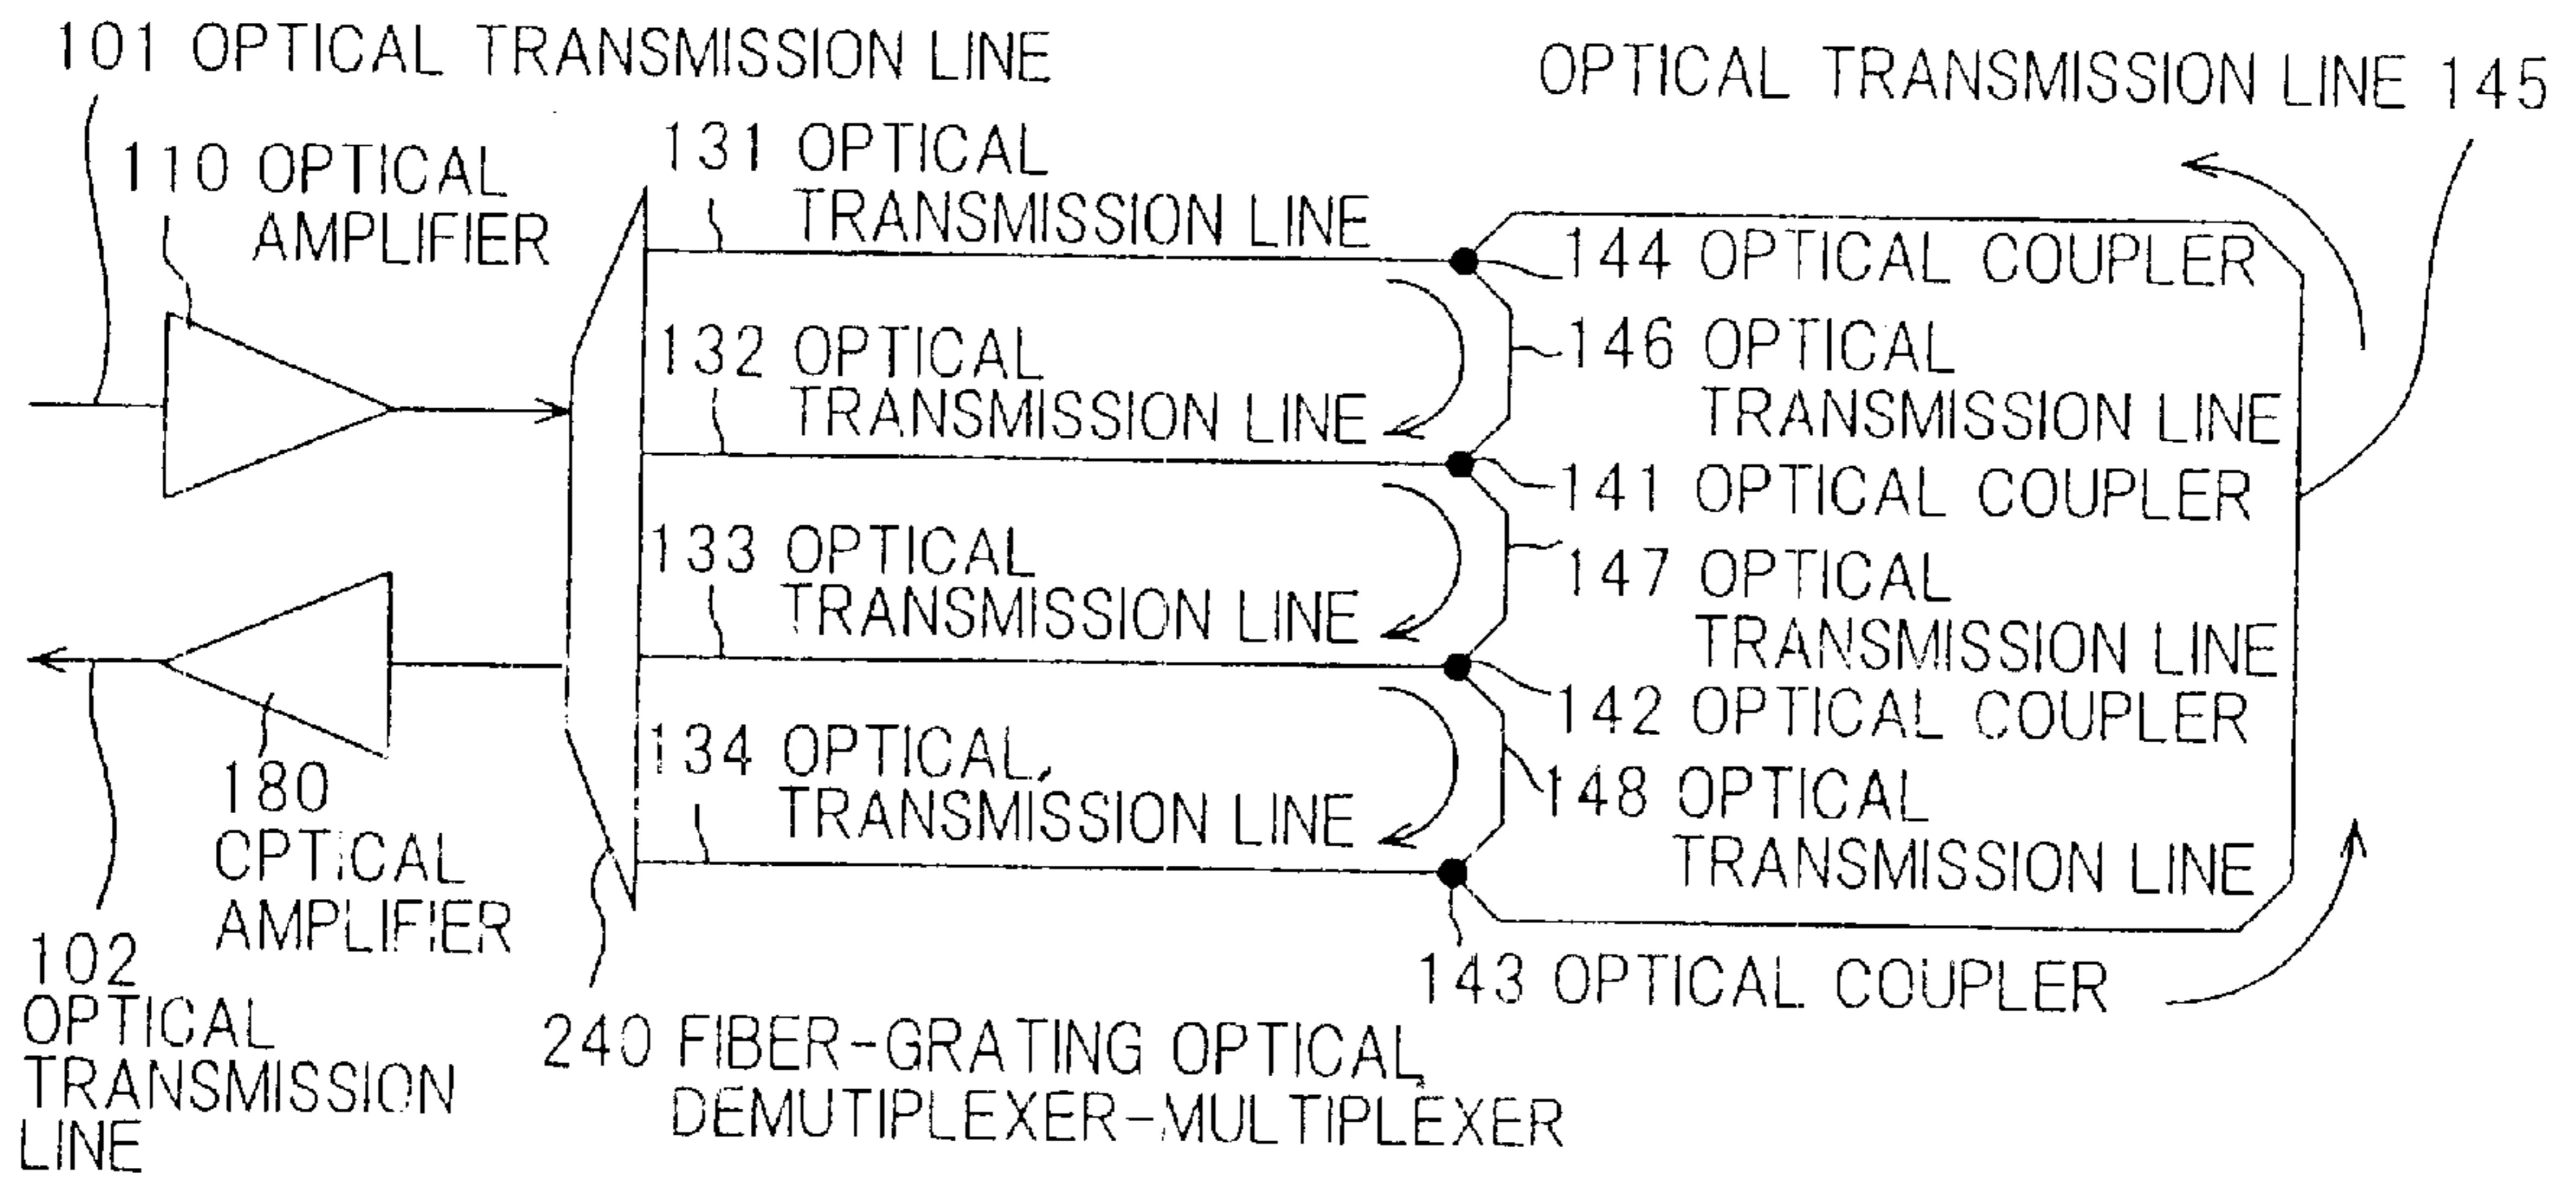 101 OPTICAL TRANSMISSION LINE
OPTICAL TRANSMISSION LINE 145
110 OPTICAL
AMPLIFIER
131 OPTICAL
TRANSMISSION LINE
144 OPTICAL COUPLER
132 OPTICAL
TRANSMISSION LINE
146 OPTICAL
TRANSMISSION LINE
141 OPTICAL COUPLER
133 OPTICAL
TRANSMISSION LINE
147 OPTICAL
TRANSMISSION LINE
142 OPTICAL COUPLER
134 OPTICAL
TRANSMISSION LINE
148 OPTICAL
TRANSMISSION LINE
180
OPTICAL
AMPLIFIER
143 OPTICAL COUPLER
102
OPTICAL
TRANSMISSION
LINE
240 FIBER-GRATING OPTICAL
DEMUTIPLEXER-MULTIPLEXER